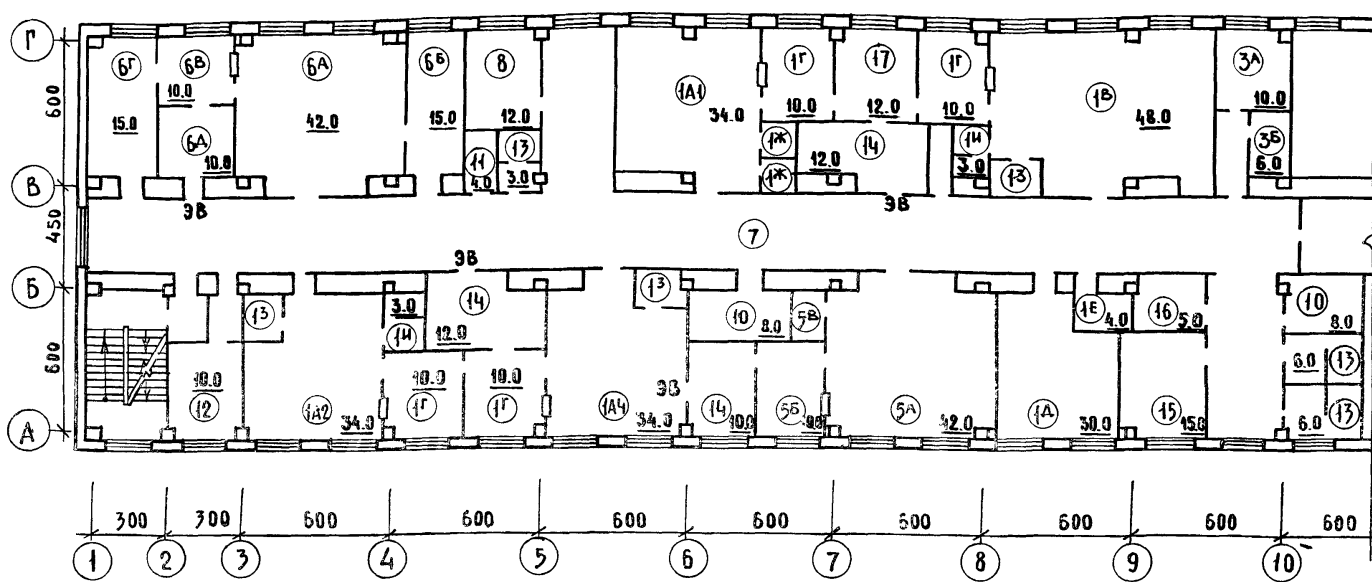 Г
6Г 6В 6А 6Б 8 1А1 1Г 17 1Г 1В 3А
600
10.0
15.0 42.0 15.0 12.0 34.0 10.0 12.0 10.0 48.0 10.0
6Д 11 13 1Ж 14 1И 3Б
10.0 4.0 3.0 1Ж 12.0 3.0 13 6.0
В
ЭВ ЭВ
450
7
ЭВ
Б
13 3.0 14 13 10 5В 1Е 16 10
1И 12.0 8.0 4.0 5.0 8.0
600
6.0 13
10.0 10.0 10.0 ЭВ
12 1А2 1Г 1Г 1А4 14 5Б 5А 1Д 15 13
34.0 34.0 10.0 42.0 30.0 15.0 6.0
А
300 300 600 600 600 600 600 600 600 600
1 2 3 4 5 6 7 8 9 10